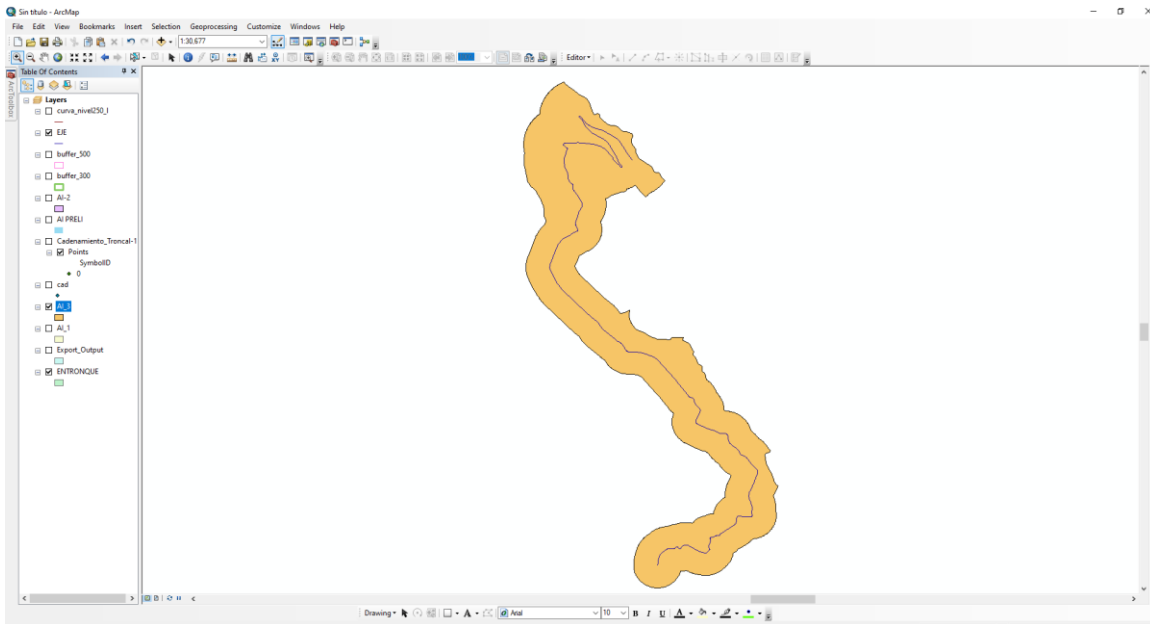 Sin título - ArcMap
File Edit View Bookmarks Insert Selection Geoprocessing Customize Windows Help
1:30,677
Editor
Table Of Contents
ArcToolbox
Layers
curva_nivel250_l
EJE
buffer_500
buffer_300
AI-2
AI PRELI
Cadenamiento_Troncal-1
Points
SymbolID
0
cad
AI_1
Export_Output
ENTRONQUE
Drawing A Arial 10 B I U A